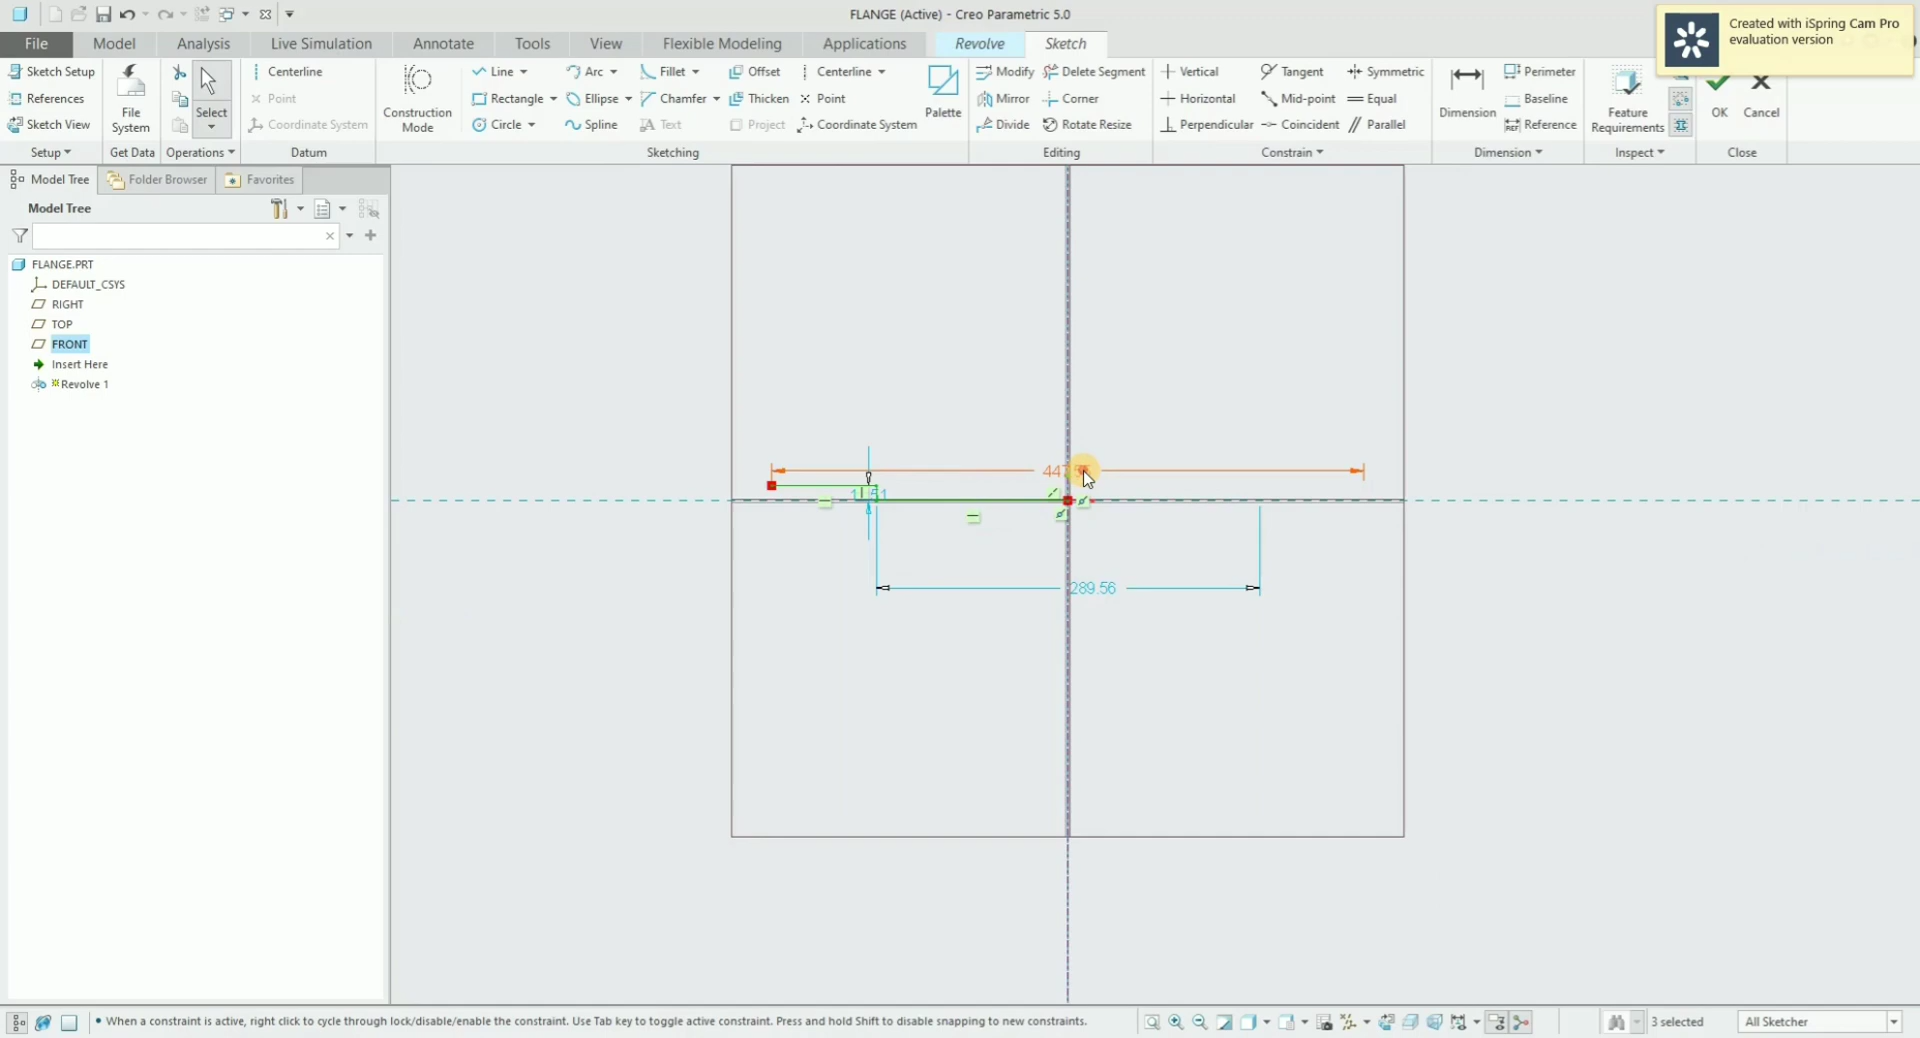 FLANGE (Active) - Creo Parametric 5.0
Created with iSpring Cam Pro
evaluation version
File Model Analysis Live Simulation Annotate Tools View Flexible Modeling Applications Revolve Sketch
Sketch Setup
References
Sketch View
Setup
File
System
Get Data
Select
Operations
Centerline
Point
Coordinate System
Datum
Construction
Mode
Line Arc Fillet Offset Centerline
Rectangle Ellipse Chamfer Thicken Point
Circle Spline Text Project Coordinate System
Palette
Sketching
Modify Delete Segment
Mirror Corner
Divide Rotate Resize
Editing
Vertical Tangent Symmetric
Horizontal Mid-point Equal
Perpendicular Coincident Parallel
Constrain
Dimension
Perimeter
Baseline
Reference
Dimension
Feature
Requirements
Inspect
OK Cancel
Close
Model Tree Folder Browser Favorites
Model Tree
FLANGE.PRT
DEFAULT_CSYS
RIGHT
TOP
FRONT
Insert Here
Revolve 1
289.56
When a constraint is active, right click to cycle through lock/disable/enable the constraint. Use Tab key to toggle active constraint. Press and hold Shift to disable snapping to new constraints.
3 selected
All Sketcher